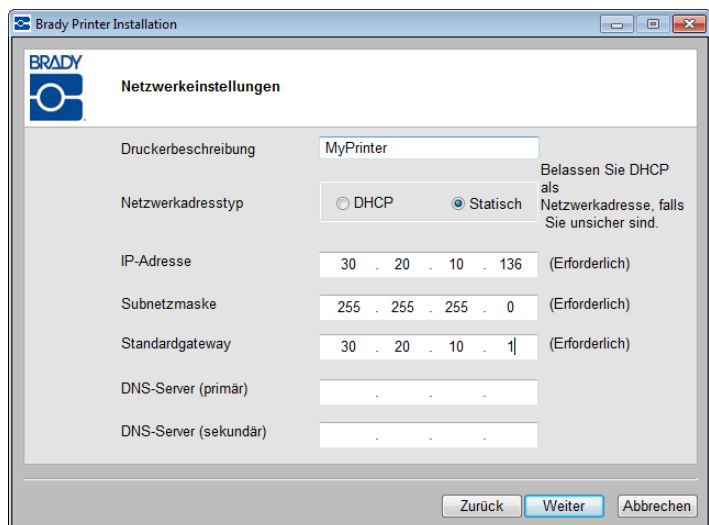 Brady Printer Installation
BRADY
Netzwerkeinstellungen
Druckerbeschreibung
MyPrinter
Netzwerkadresstyp
DHCP
Statisch
Belassen Sie DHCP
als
Netzwerkadresse, falls
Sie unsicher sind.
IP-Adresse
30 . 20 . 10 . 136
(Erforderlich)
Subnetzmaske
255 . 255 . 255 . 0
(Erforderlich)
Standardgateway
30 . 20 . 10 . 1
(Erforderlich)
DNS-Server (primär)
. . .
DNS-Server (sekundär)
. . .
Zurück
Weiter
Abbrechen